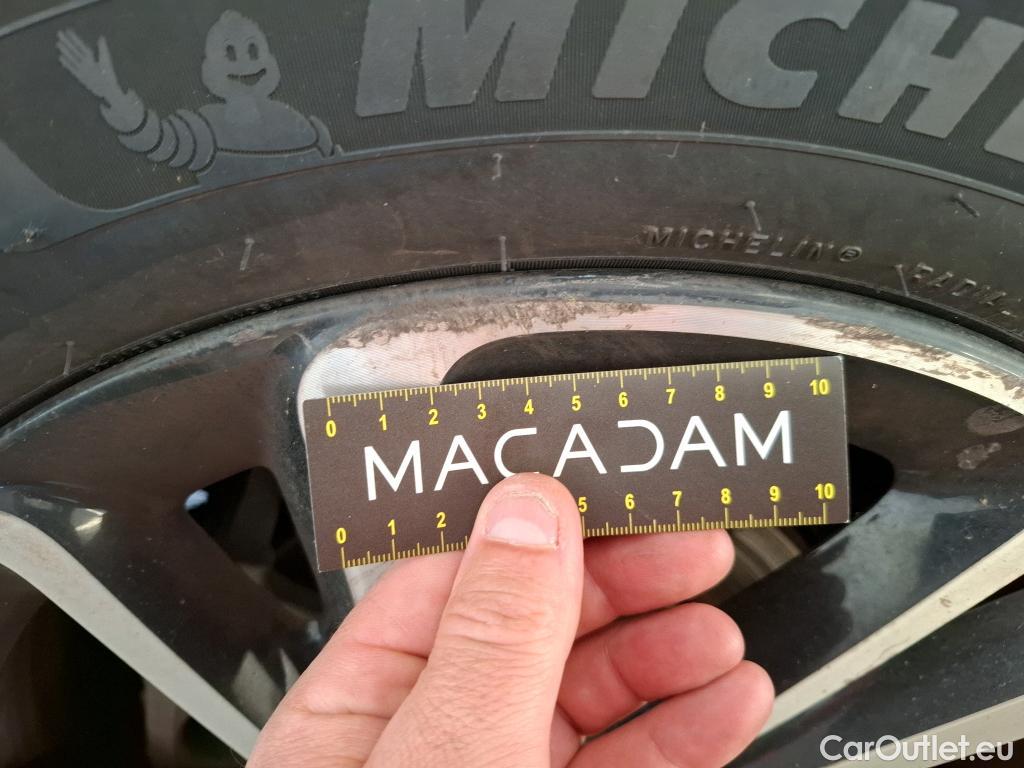 MICHE
MICHELIN®
RADIAL
0 1 2 3 4 5 6 7 8 9 10
MACADAM
0 1 2 5 6 7 8 9 10
CarOutlet.eu